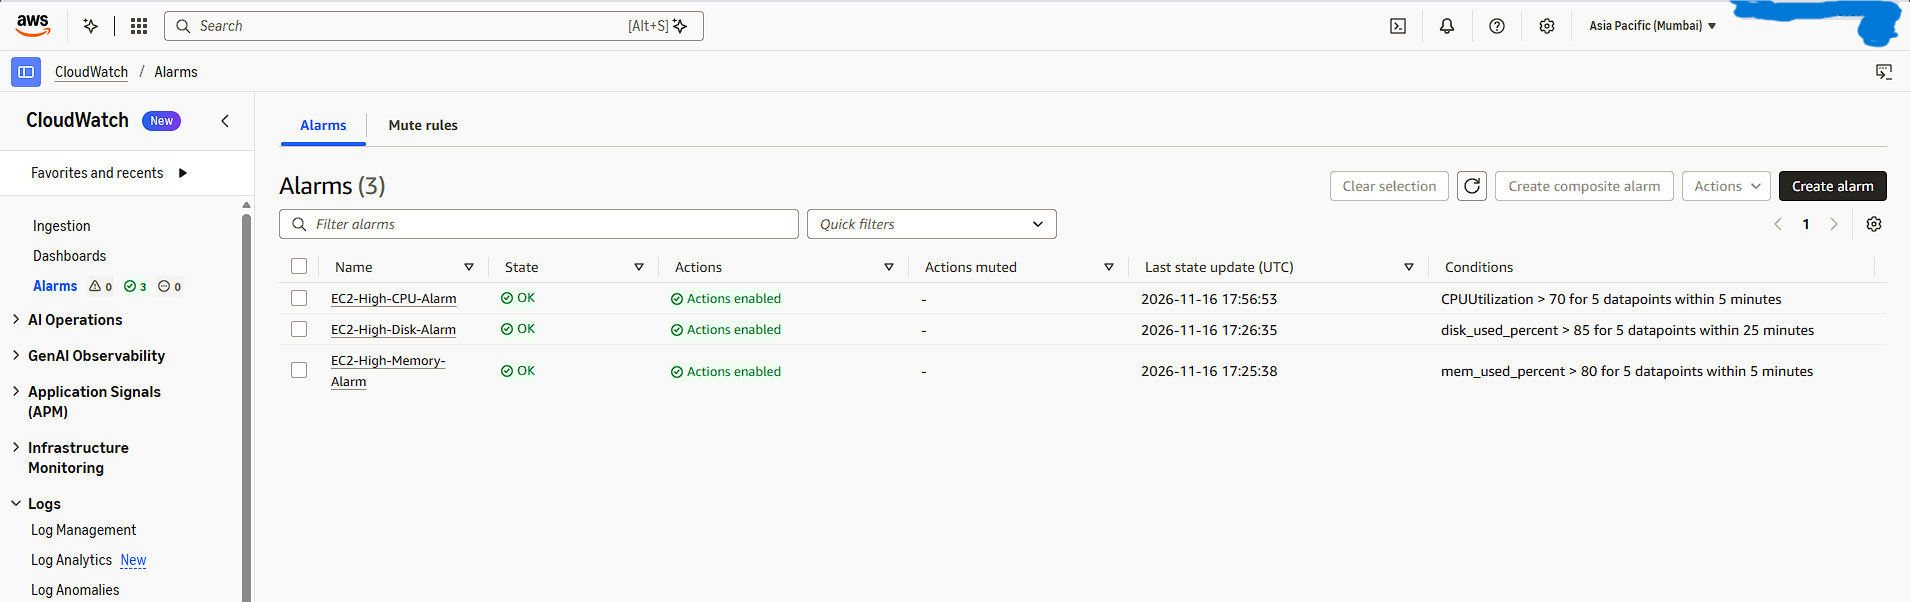 aws
Search [Alt+S]
Asia Pacific (Mumbai)
CloudWatch / Alarms
CloudWatch New
Favorites and recents
Ingestion
Dashboards
Alarms 0 3 0
AI Operations
GenAI Observability
Application Signals
(APM)
Infrastructure
Monitoring
Logs
Log Management
Log Analytics New
Log Anomalies
Alarms Mute rules
Alarms (3)
Clear selection Create composite alarm Actions Create alarm
Filter alarms Quick filters 1
Name State Actions Actions muted Last state update (UTC) Conditions
EC2-High-CPU-Alarm OK Actions enabled - 2026-11-16 17:56:53 CPUUtilization > 70 for 5 datapoints within 5 minutes
EC2-High-Disk-Alarm OK Actions enabled - 2026-11-16 17:26:35 disk_used_percent > 85 for 5 datapoints within 25 minutes
EC2-High-Memory-
Alarm OK Actions enabled - 2026-11-16 17:25:38 mem_used_percent > 80 for 5 datapoints within 5 minutes